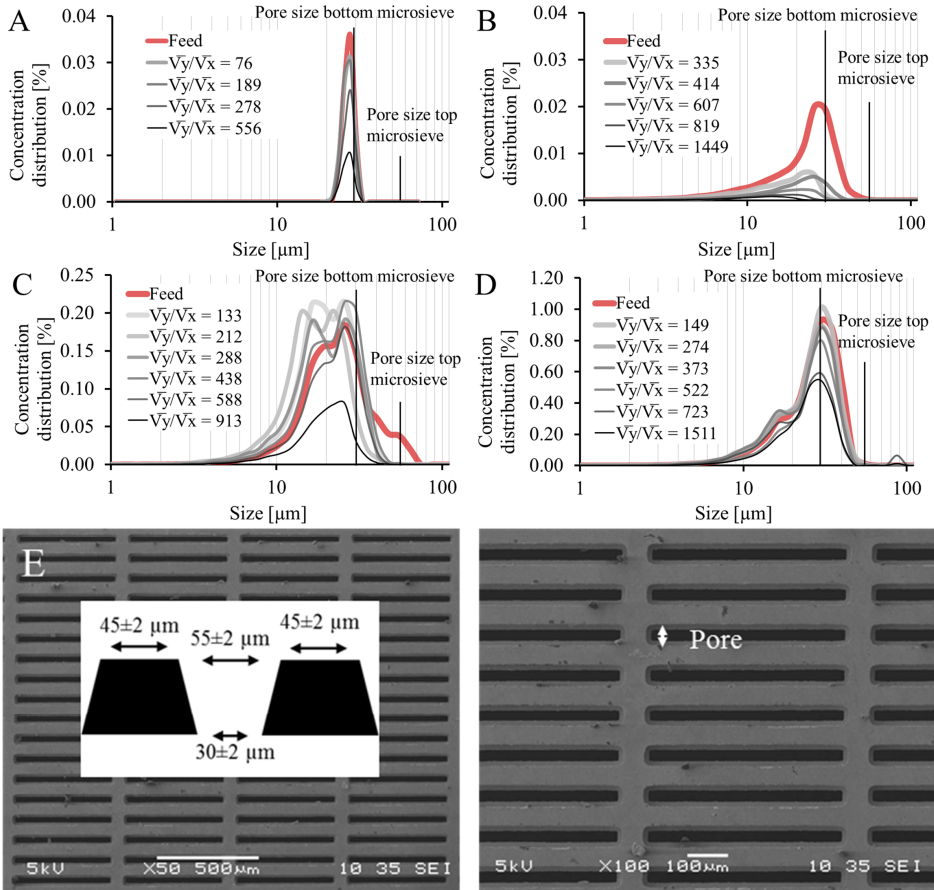 A
Pore size bottom microsieve
Concentration
distribution [%]
0.04
0.03
0.02
0.01
0.00
Feed
V̅y/V̅x = 76
V̅y/V̅x = 189
V̅y/V̅x = 278
V̅y/V̅x = 556
Pore size top
microsieve
1
10
100
Size [µm]
B
Pore size bottom microsieve
Concentration
distribution [%]
0.04
0.03
0.02
0.01
0.00
Feed
V̅y/V̅x = 335
V̅y/V̅x = 414
V̅y/V̅x = 607
V̅y/V̅x = 819
V̅y/V̅x = 1449
Pore size top
microsieve
1
10
100
Size [µm]
C
Pore size bottom microsieve
Concentration
distribution [%]
0.25
0.20
0.15
0.10
0.05
0.00
Feed
V̅y/V̅x = 133
V̅y/V̅x = 212
V̅y/V̅x = 288
V̅y/V̅x = 438
V̅y/V̅x = 588
V̅y/V̅x = 913
Pore size top
microsieve
1
10
100
Size [µm]
D
Pore size bottom microsieve
Concentration
distribution [%]
1.20
1.00
0.80
0.60
0.40
0.20
0.00
Feed
V̅y/V̅x = 149
V̅y/V̅x = 274
V̅y/V̅x = 373
V̅y/V̅x = 522
V̅y/V̅x = 723
V̅y/V̅x = 1511
Pore size top
microsieve
1
10
100
Size [µm]
E
45±2 µm
55±2 µm
45±2 µm
30±2 µm
5kV X50 500µm 10 35 SEI
Pore
5kV X100 100µm 10 35 SEI